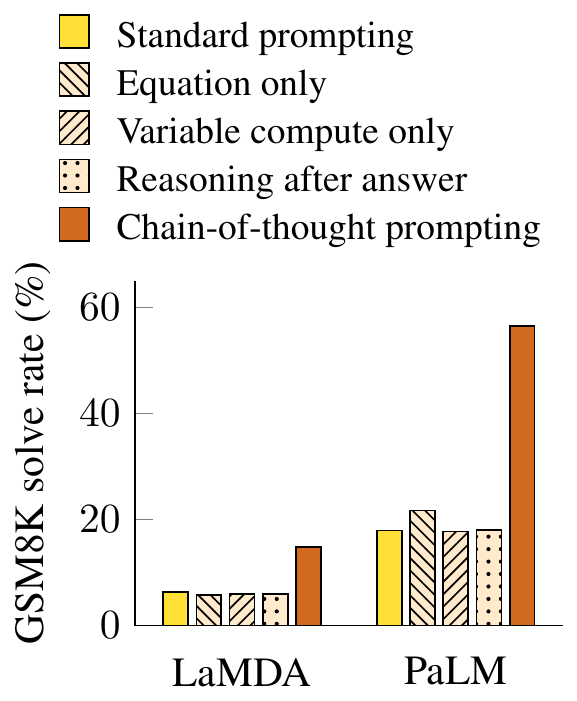 Standard prompting
Equation only
Variable compute only
Reasoning after answer
Chain-of-thought prompting
GSM8K solve rate (%)
60
40
20
0
LaMDA
PaLM